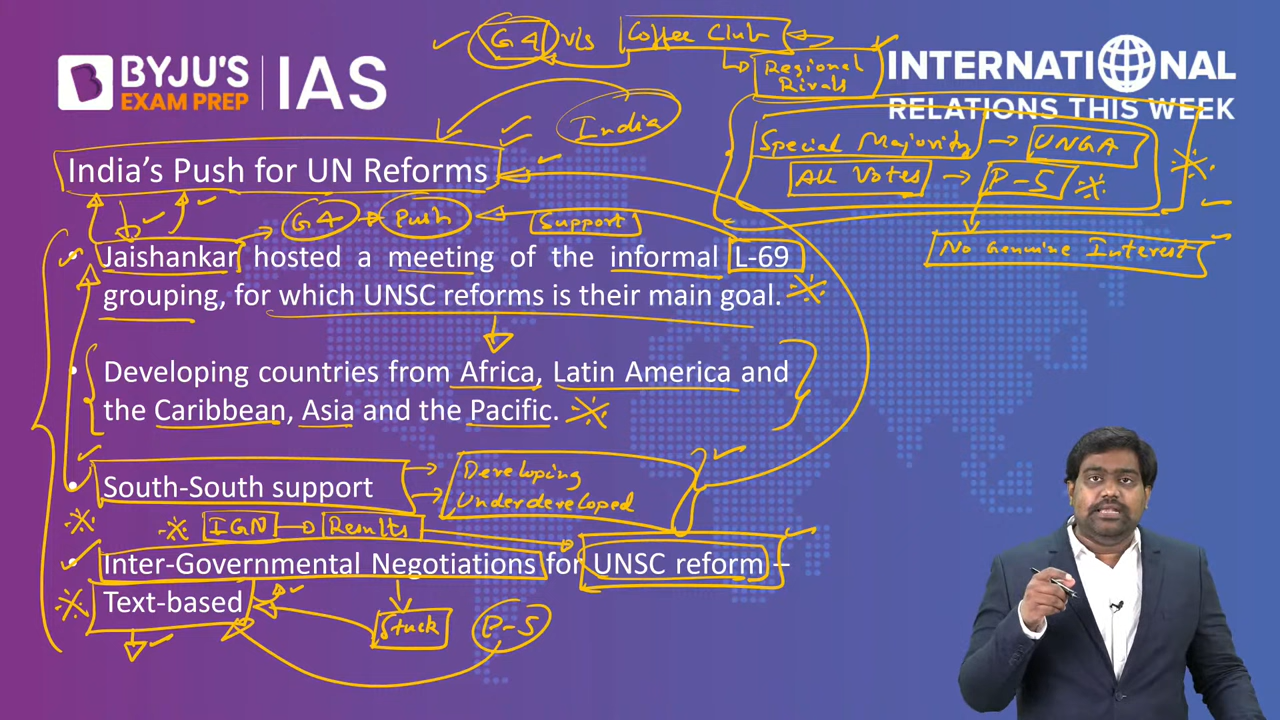 G4 v/s Coffee Club
Regional
Rivals
BYJU'S
EXAM PREP
IAS
INTERNATIONAL
RELATIONS THIS WEEK
India
Special Majority → UNGA
All Votes → P-5
No Genuine Interest
India's Push for UN Reforms
G4 → Push
Support
Jaishankar hosted a meeting of the informal L-69
grouping, for which UNSC reforms is their main goal.
Developing countries from Africa, Latin America and
the Caribbean, Asia and the Pacific.
South-South support
Developing
Underdeveloped
IGN → Results
Inter-Governmental Negotiations for UNSC reform –
Text-based
Stuck
P-5